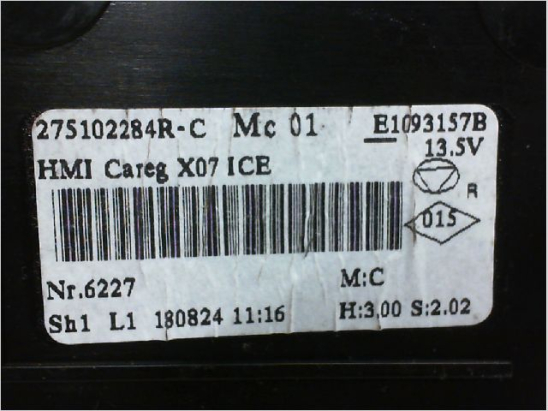 275102284R-C Mc 01 E1093157B
13.5V
HMI Careg X07 ICE
R
015
Nr.6227 M:C
Sh1 L1 180824 11:16 H:3.00 S:2.02